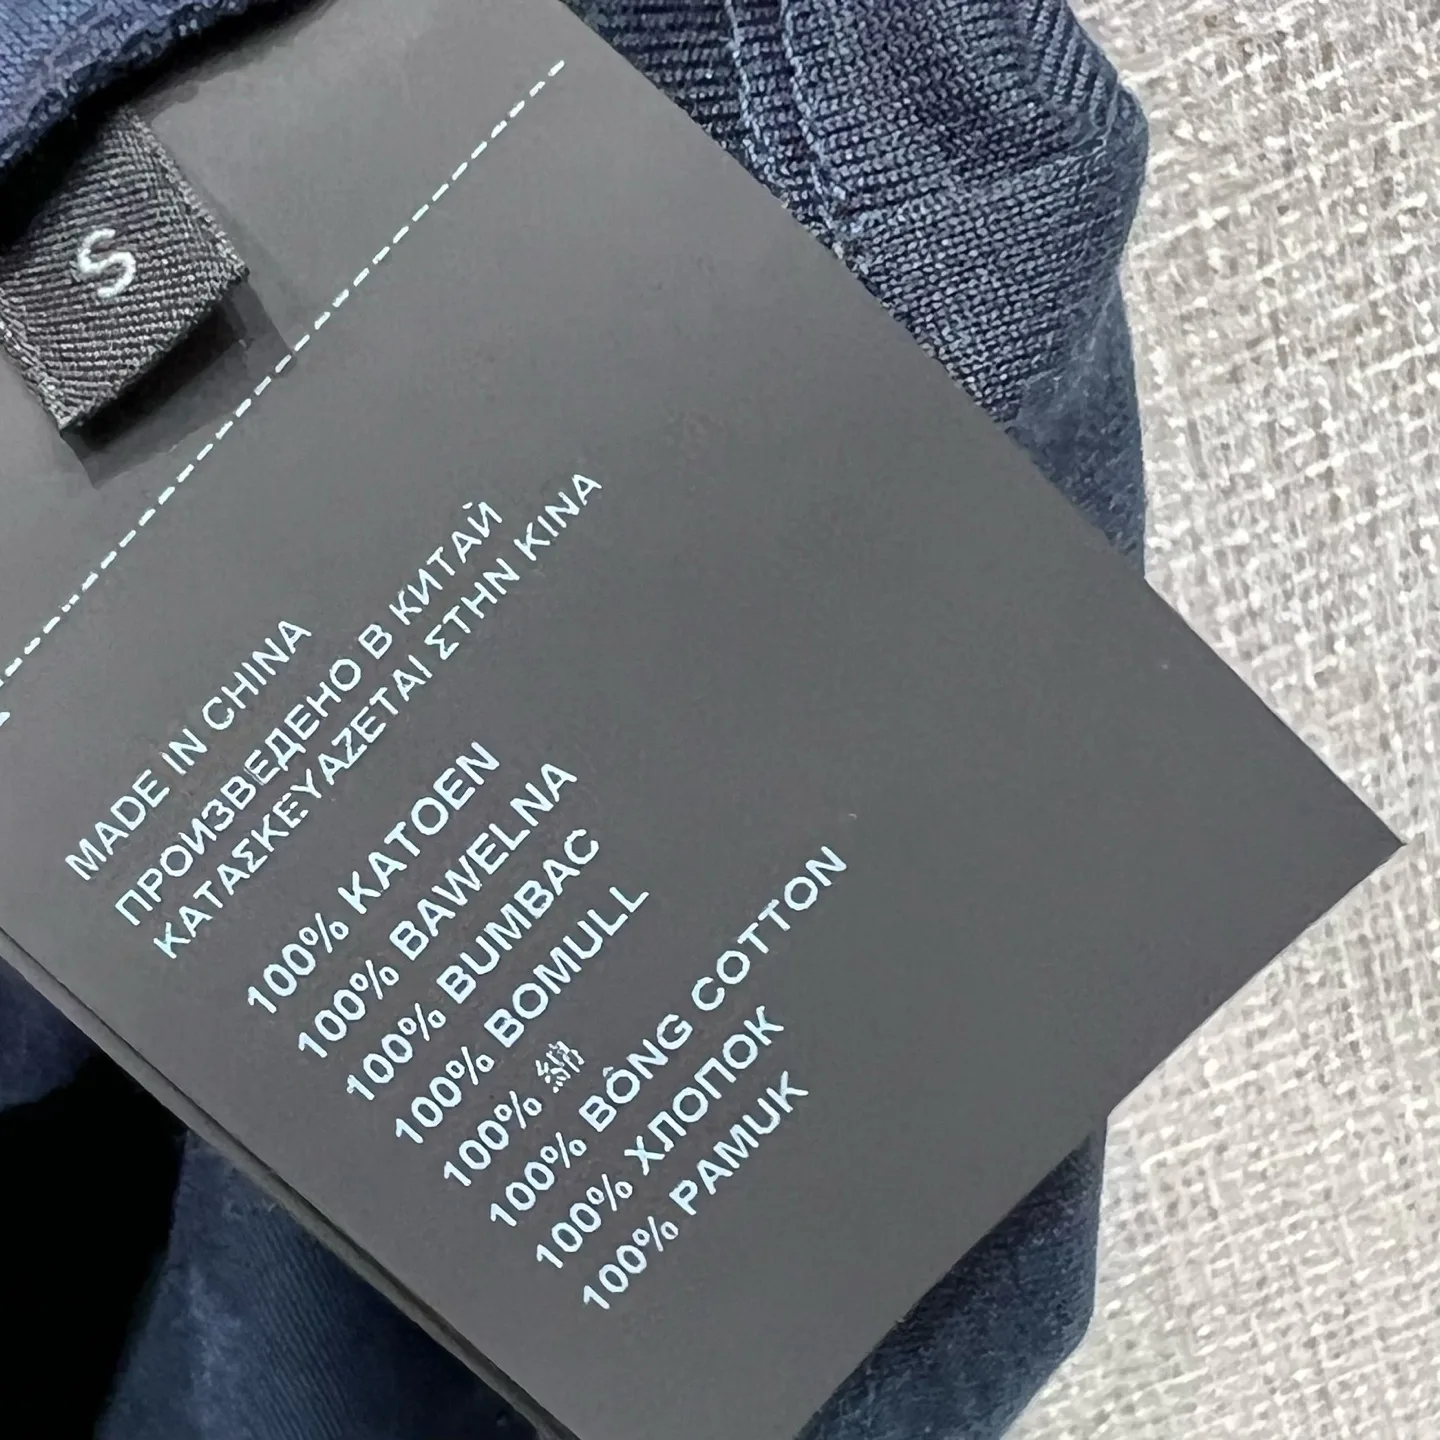 S
MADE IN CHINA
ПРОИЗВЕДЕНО В КИТАЙ
ΚΑΤΑΣΚΕΥΑΖΕΤΑΙ ΣΤΗΝ ΚΙΝΑ
100% KATOEN
100% BAWELNA
100% BUMBAC
100% BOMULL
100% 綿
100% BÔNG COTTON
100% ХЛОПОК
100% PAMUK